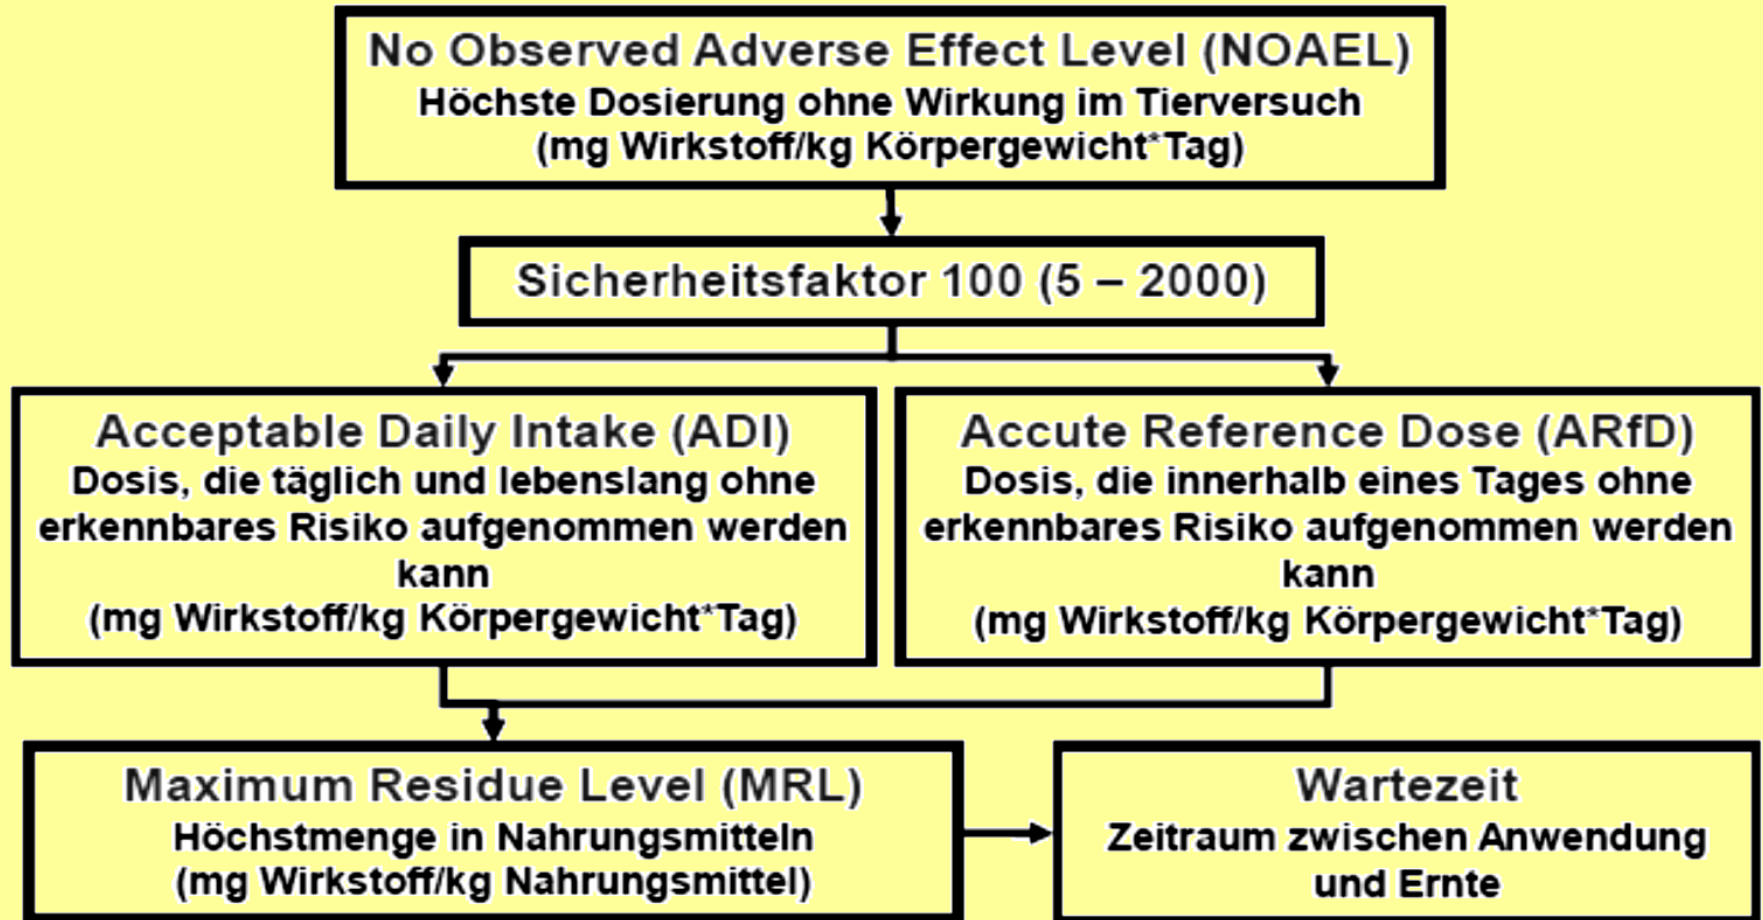 No Observed Adverse Effect Level (NOAEL)
Höchste Dosierung ohne Wirkung im Tierversuch
(mg Wirkstoff/kg Körpergewicht*Tag)
Sicherheitsfaktor 100 (5 – 2000)
Acceptable Daily Intake (ADI)
Dosis, die täglich und lebenslang ohne
erkennbares Risiko aufgenommen werden
kann
(mg Wirkstoff/kg Körpergewicht*Tag)
Accute Reference Dose (ARfD)
Dosis, die innerhalb eines Tages ohne
erkennbares Risiko aufgenommen werden
kann
(mg Wirkstoff/kg Körpergewicht*Tag)
Maximum Residue Level (MRL)
Höchstmenge in Nahrungsmitteln
(mg Wirkstoff/kg Nahrungsmittel)
Wartezeit
Zeitraum zwischen Anwendung
und Ernte